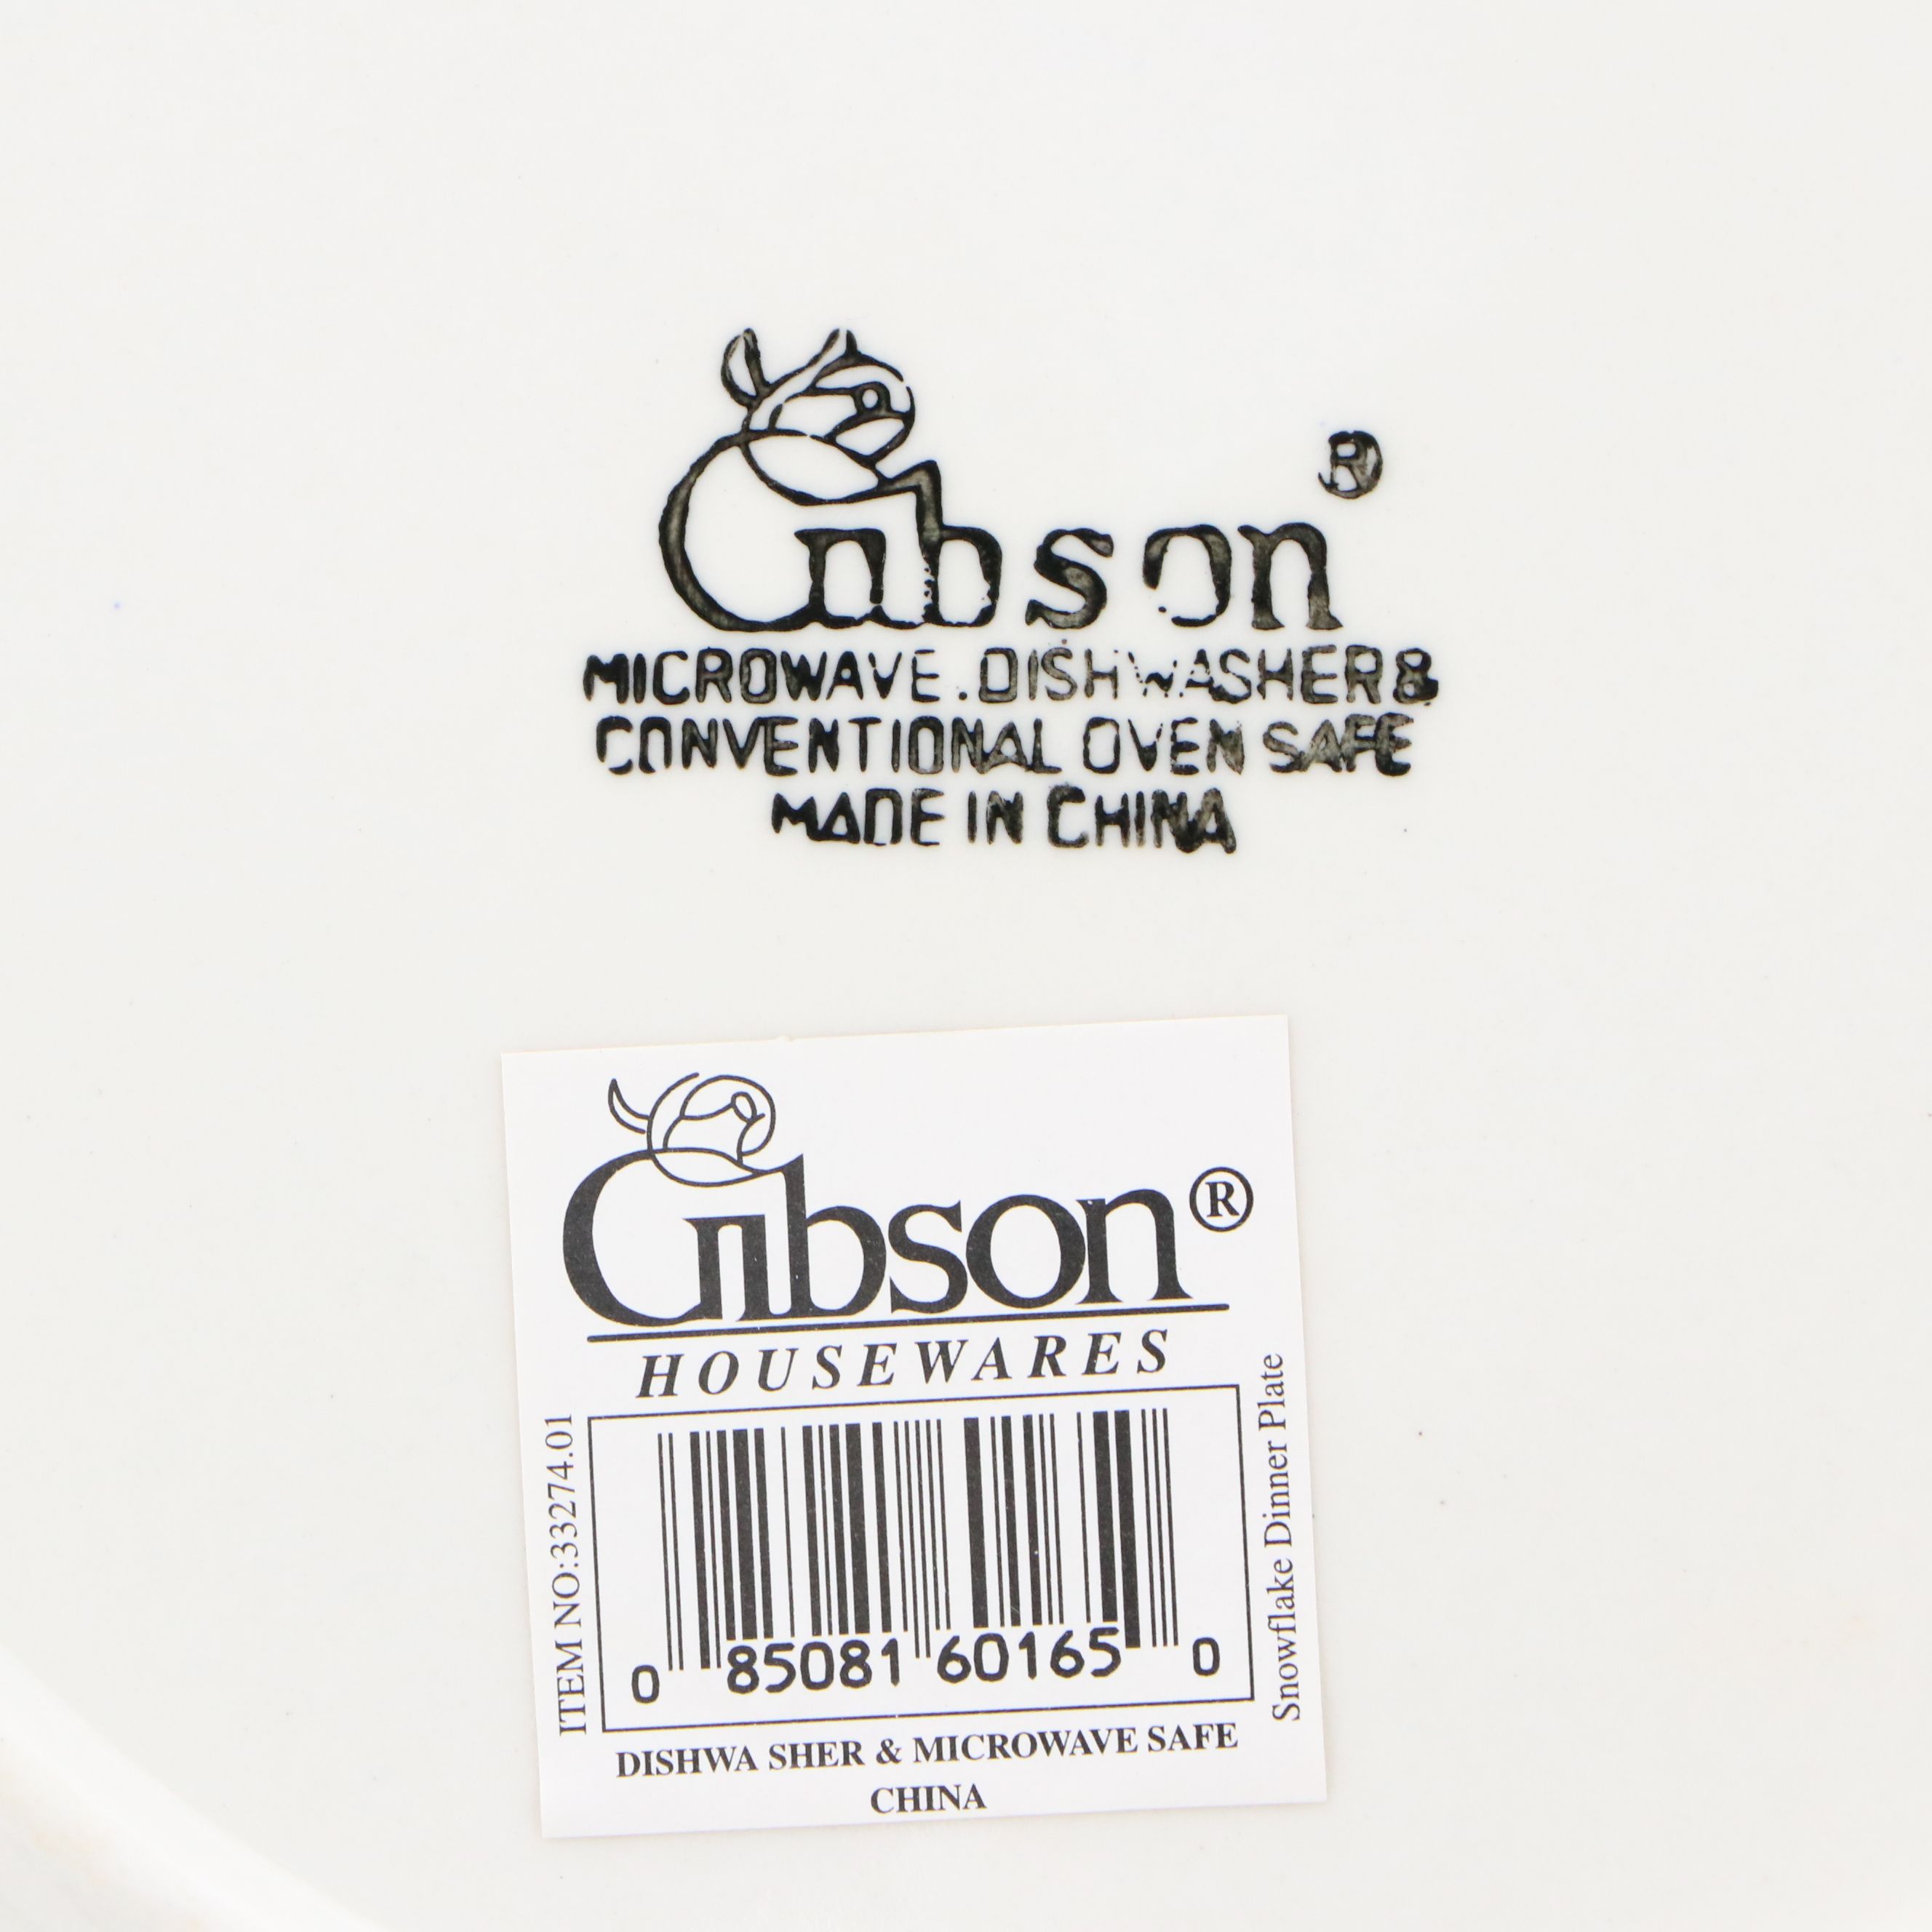 Gibson ®
MICROWAVE. DISHWASHER &
CONVENTIONAL OVEN SAFE
MADE IN CHINA
Gibson ®
HOUSEWARES
ITEM NO:33274.01
0 85081 60165 0
Snowflake Dinner Plate
DISHWA SHER & MICROWAVE SAFE
CHINA